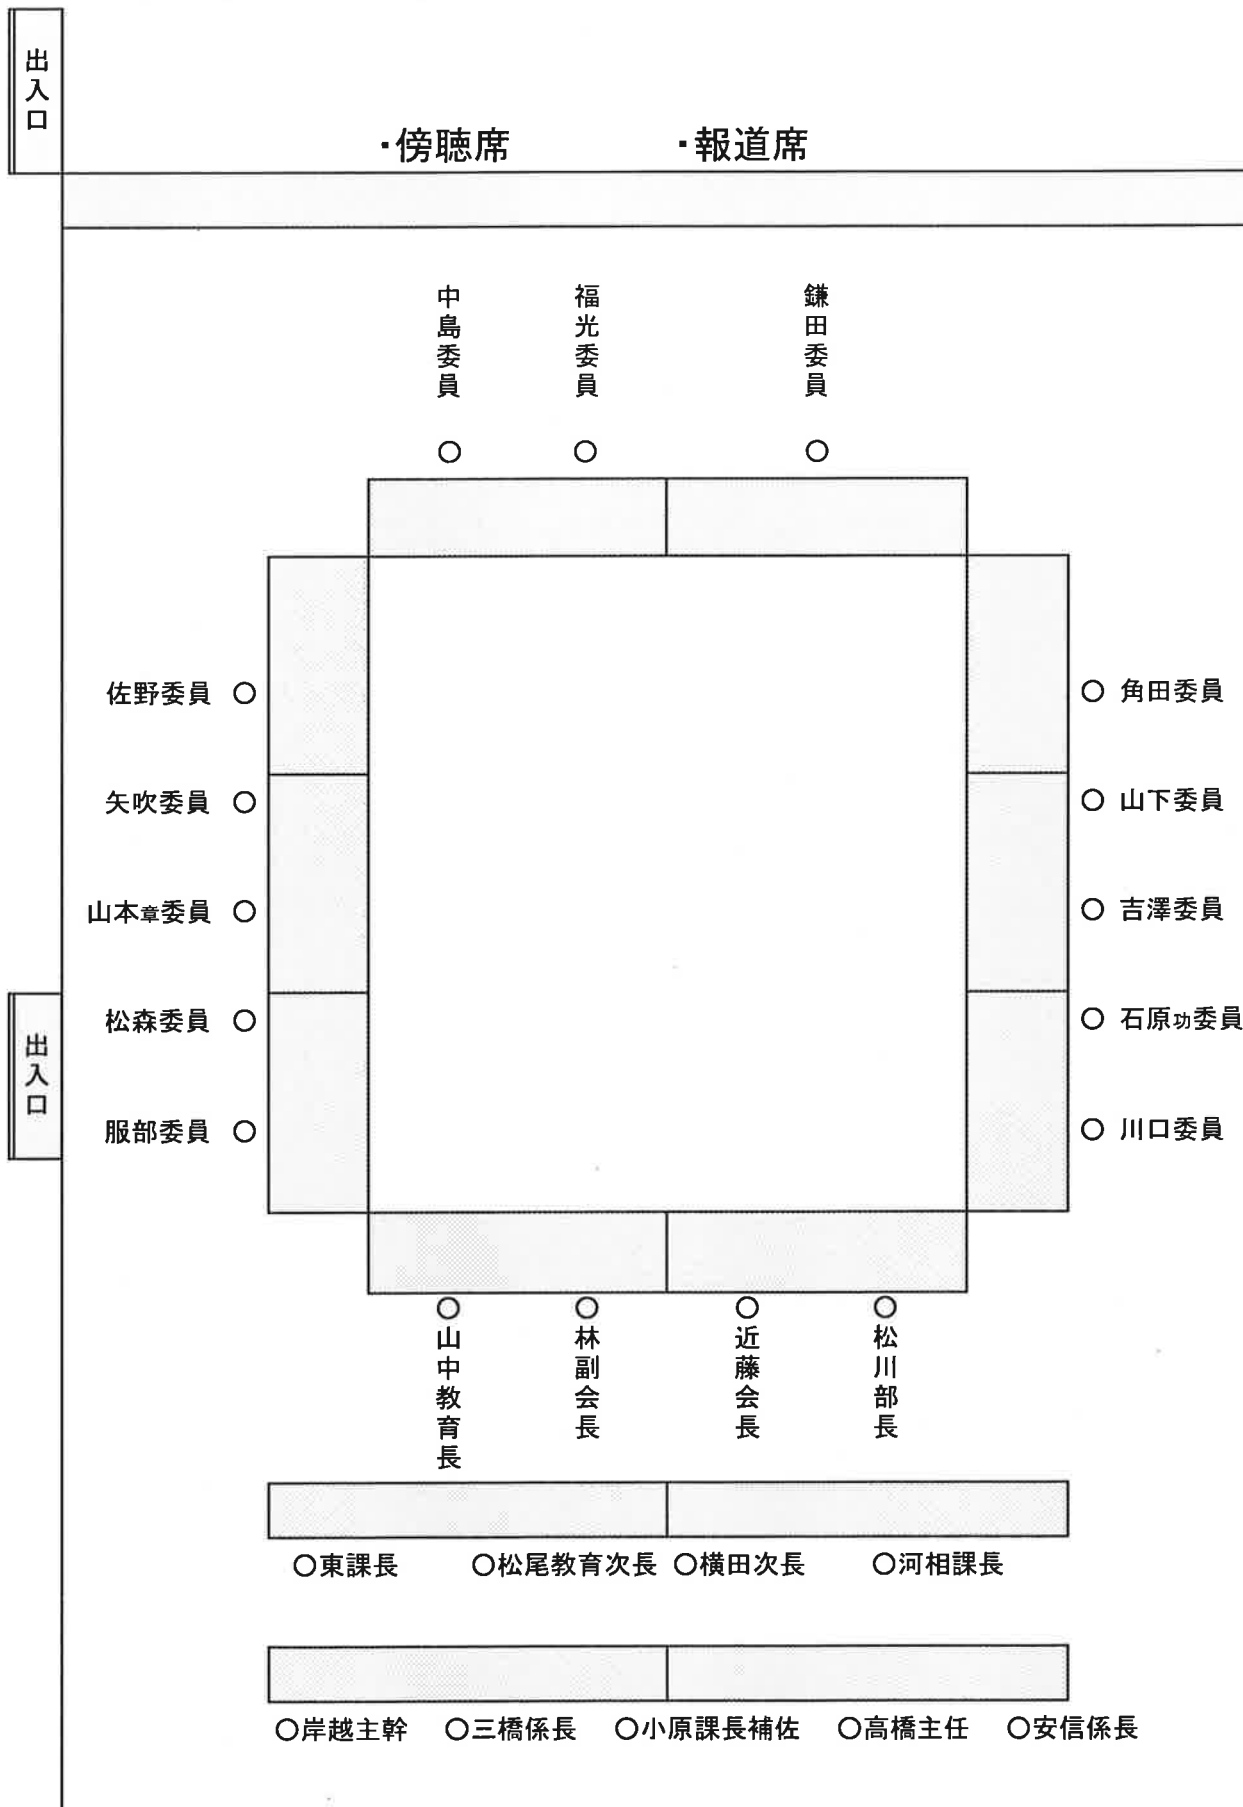 出入口
・傍聴席
・報道席
中島委員
福光委員
鎌田委員
○
○
○
佐野委員 ○
○ 角田委員
矢吹委員 ○
○ 山下委員
山本章委員 ○
○ 吉澤委員
松森委員 ○
○ 石原功委員
出入口
服部委員 ○
○ 川口委員
○山中教育長
○林副会長
○近藤会長
○松川部長
○東課長
○松尾教育次長
○横田次長
○河相課長
○岸越主幹
○三橋係長
○小原課長補佐
○高橋主任
○安信係長